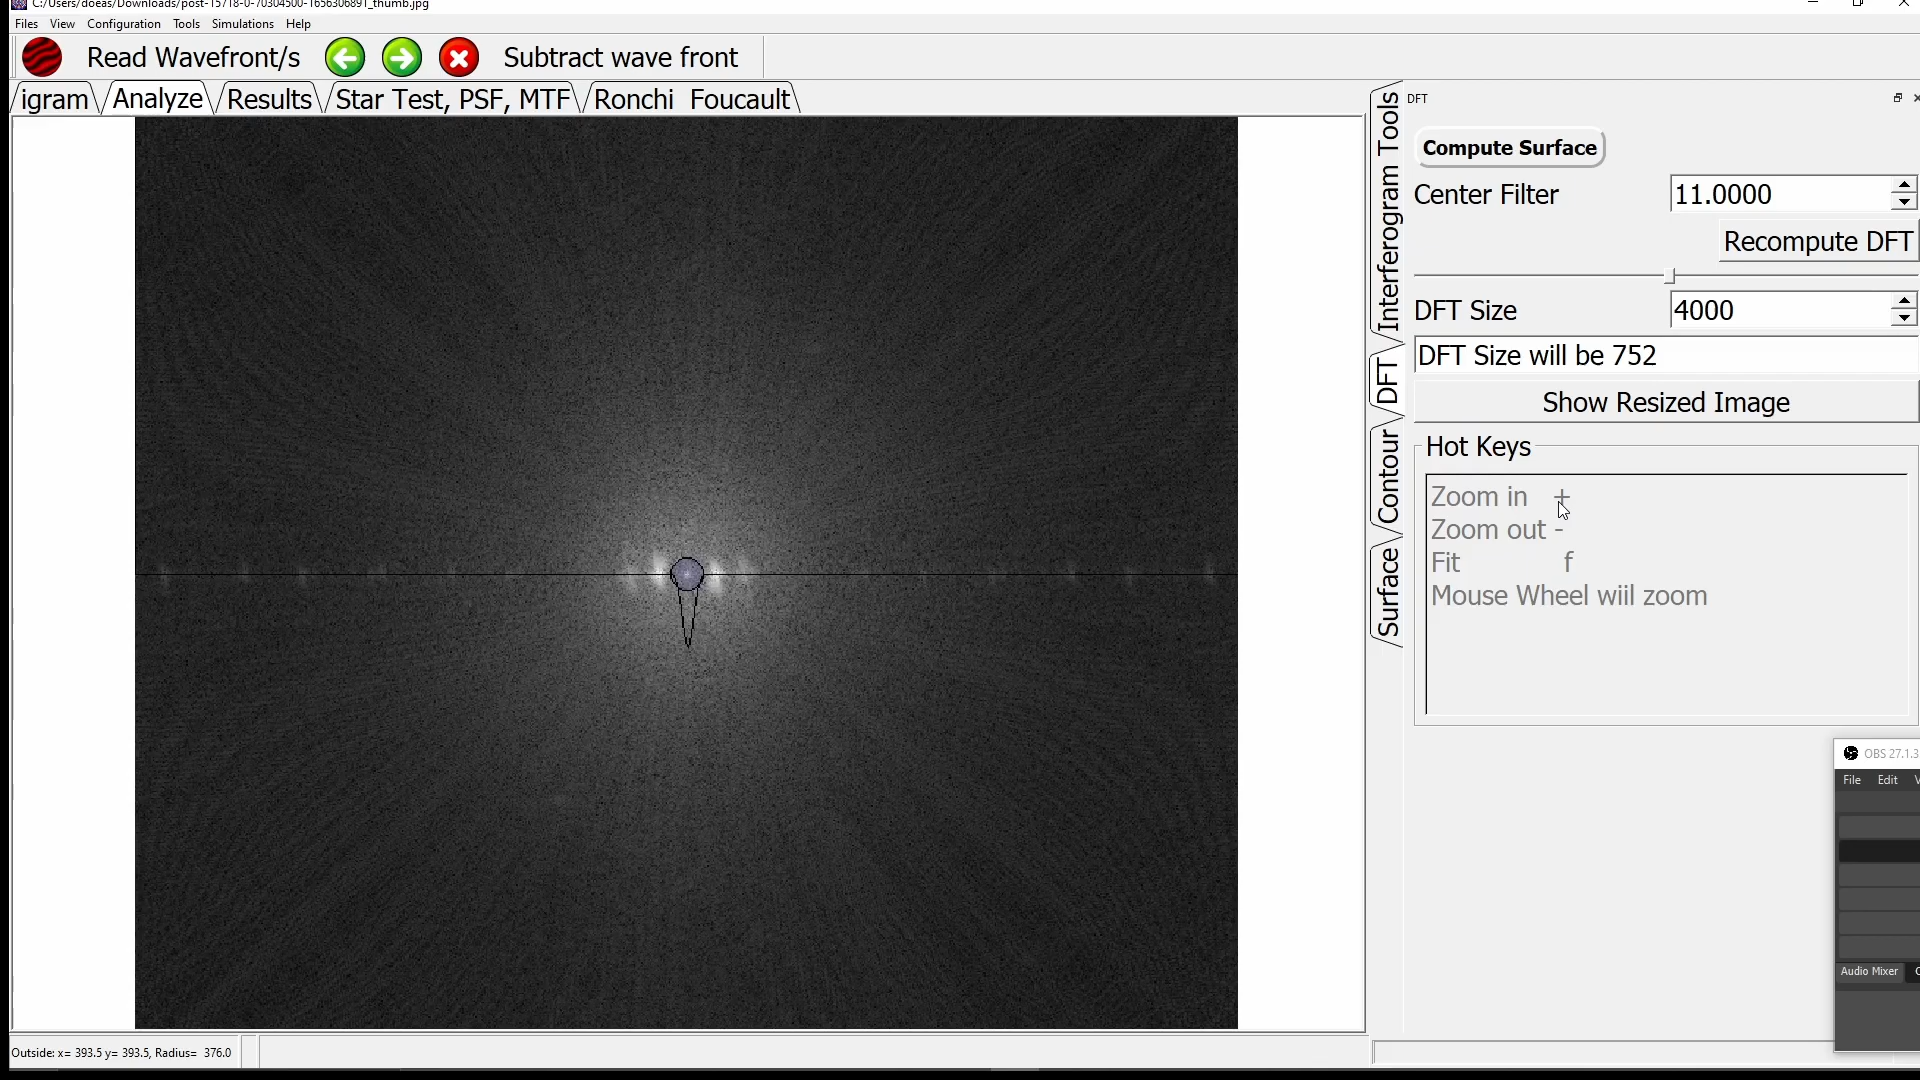 C:/Users/doeas/Downloads/post-15718-0-70304500-1656306891_thumb.jpg
Files View Configuration Tools Simulations Help
Read Wavefront/s Subtract wave front
igram Analyze Results Star Test, PSF, MTF Ronchi Foucault
Interferogram Tools
DFT
Contour
Surface
DFT
Compute Surface
Center Filter 11.0000
Recompute DFT
DFT Size 4000
DFT Size will be 752
Show Resized Image
Hot Keys
Zoom in +
Zoom out -
Fit f
Mouse Wheel wiil zoom
OBS 27.1.3
File Edit
Audio Mixer
Outside: x= 393.5 y= 393.5, Radius= 376.0